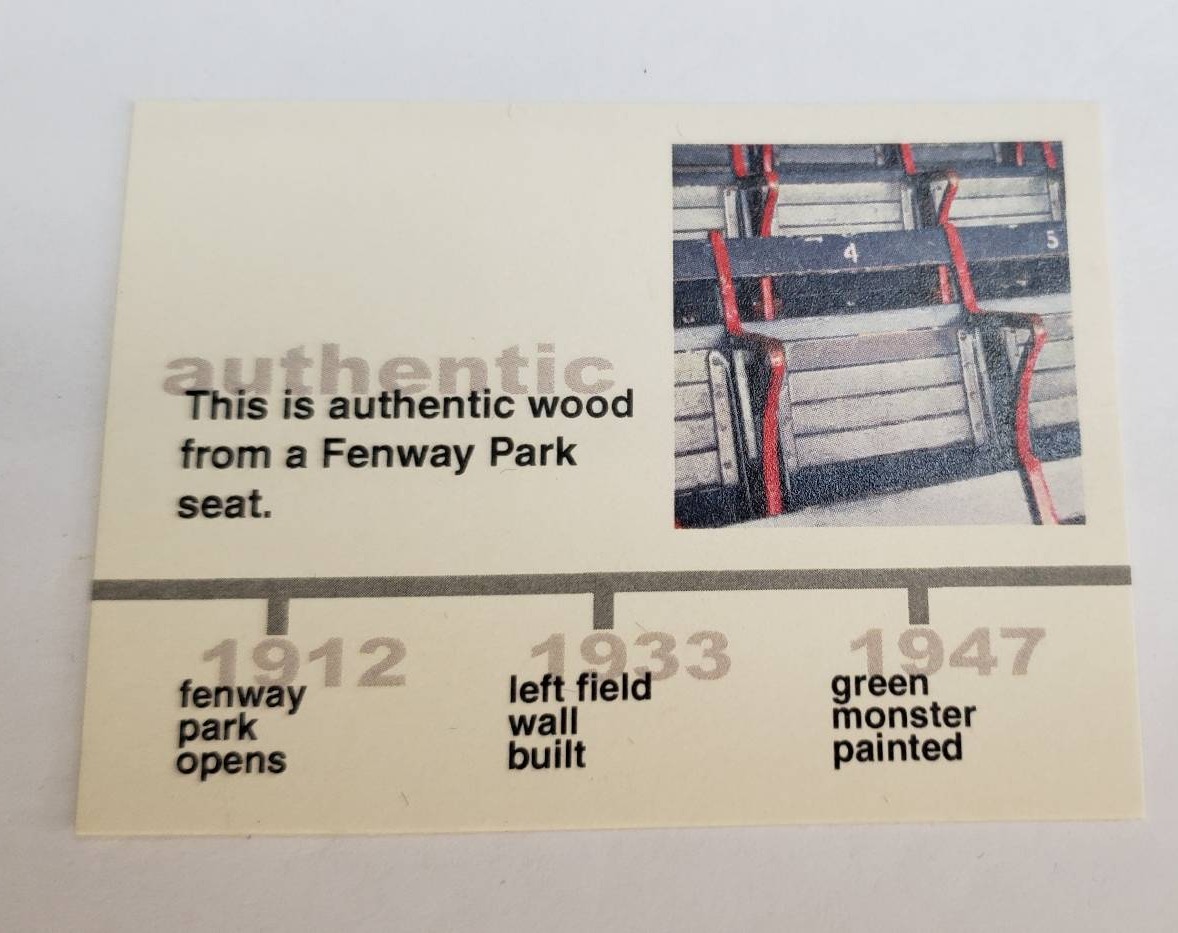 authentic
This is authentic wood
from a Fenway Park
seat.
4
5
1912
fenway
park
opens
1933
left field
wall
built
1947
green
monster
painted